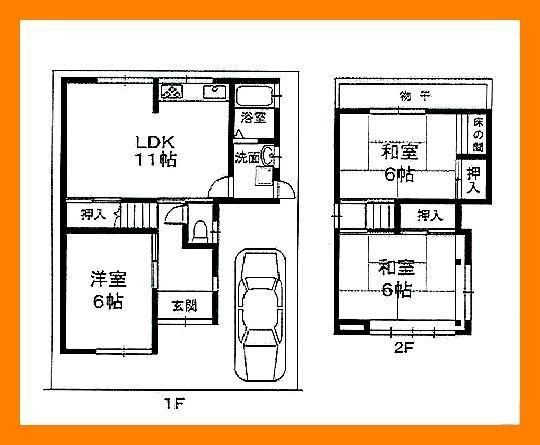 LDK
11帖
浴室
洗面
押入
洋室
6帖
玄関
1F
物干
和室
6帖
床の間
押入
押入
和室
6帖
2F